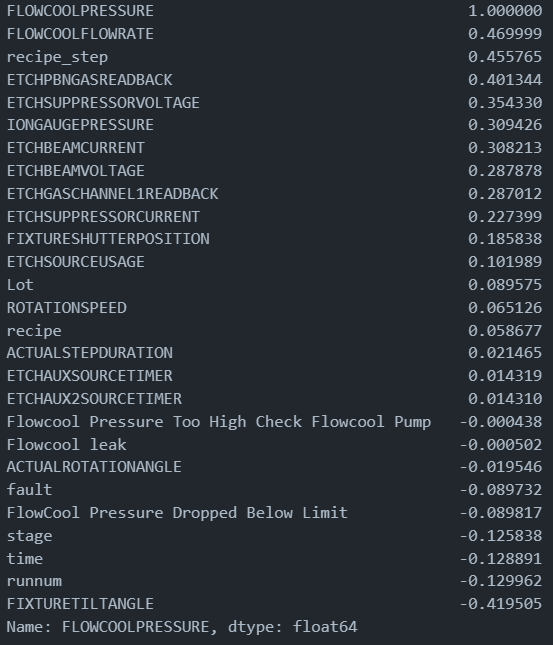 FLOWCOOLPRESSURE 1.000000
FLOWCOOLFLOWRATE 0.469999
recipe_step 0.455765
ETCHPBNGASREADBACK 0.401344
ETCHSUPPRESSORVOLTAGE 0.354330
IONGAUGEPRESSURE 0.309426
ETCHBEAMCURRENT 0.308213
ETCHBEAMVOLTAGE 0.287878
ETCHGASCHANNEL1READBACK 0.287012
ETCHSUPPRESSORCURRENT 0.227399
FIXTURESHUTTERPOSITION 0.185838
ETCHSOURCEUSAGE 0.101989
Lot 0.089575
ROTATIONSPEED 0.065126
recipe 0.058677
ACTUALSTEPDURATION 0.021465
ETCHAUXSOURCETIMER 0.014319
ETCHAUX2SOURCETIMER 0.014310
Flowcool Pressure Too High Check Flowcool Pump -0.000438
Flowcool leak -0.000502
ACTUALROTATIONANGLE -0.019546
fault -0.089732
FlowCool Pressure Dropped Below Limit -0.089817
stage -0.125838
time -0.128891
runnum -0.129962
FIXTURETILTANGLE -0.419505
Name: FLOWCOOLPRESSURE, dtype: float64